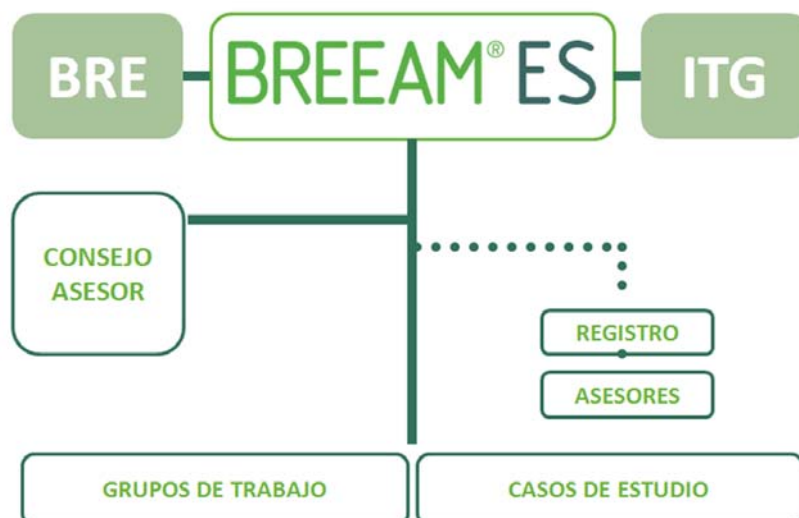 BRE
BREEAM® ES
ITG
CONSEJO
ASESOR
REGISTRO
ASESORES
GRUPOS DE TRABAJO
CASOS DE ESTUDIO